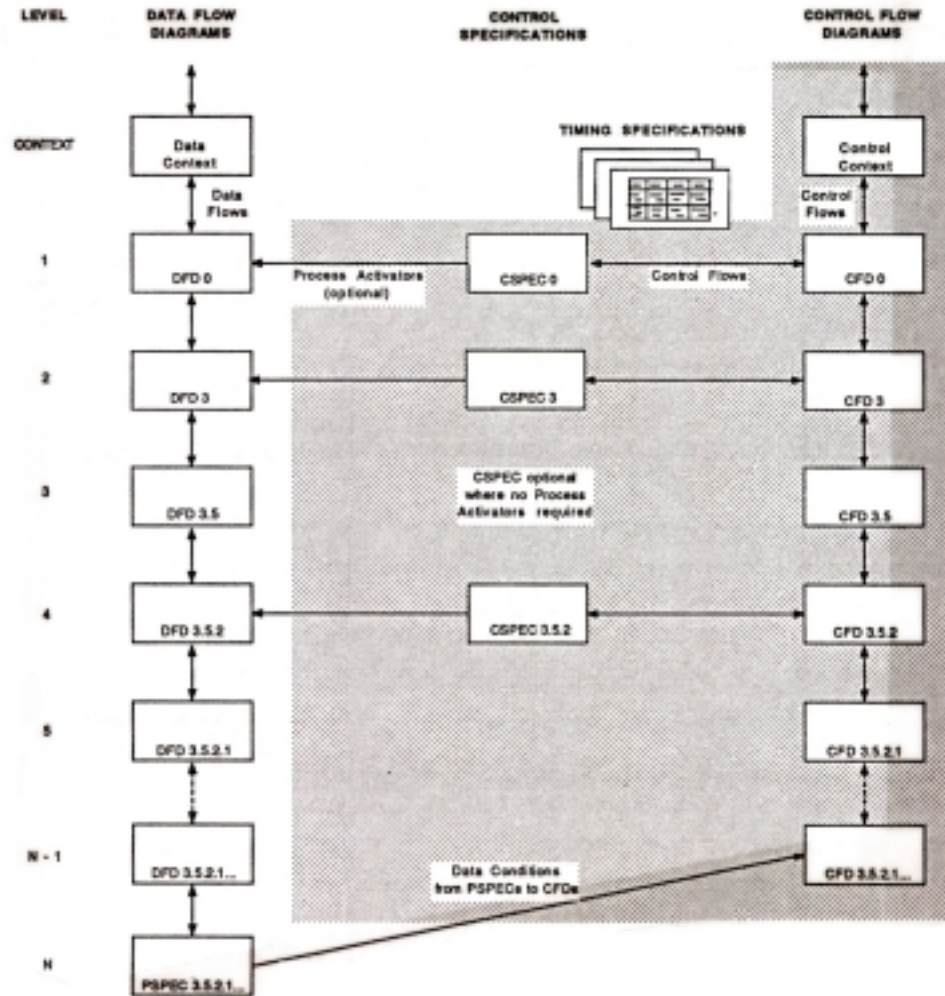 LEVEL
DATA FLOW
DIAGRAMS
CONTROL
SPECIFICATIONS
CONTROL FLOW
DIAGRAMS
CONTEXT
Data
Context
TIMING SPECIFICATIONS
Control
Context
Data
Flows
Control
Flows
1
DFD 0
Process Activators
(optional)
CSPEC 0
Control Flows
CFD 0
2
DFD 3
CSPEC 3
CFD 3
3
DFD 3.5
CSPEC optional
where no Process
Activators required
CFD 3.5
4
DFD 3.5.2
CSPEC 3.5.2
CFD 3.5.2
5
DFD 3.5.2.1
CFD 3.5.2.1
N - 1
DFD 3.5.2.1...
Data Conditions
from PSPECs to CFDs
CFD 3.5.2.1...
N
PSPEC 3.5.2.1...